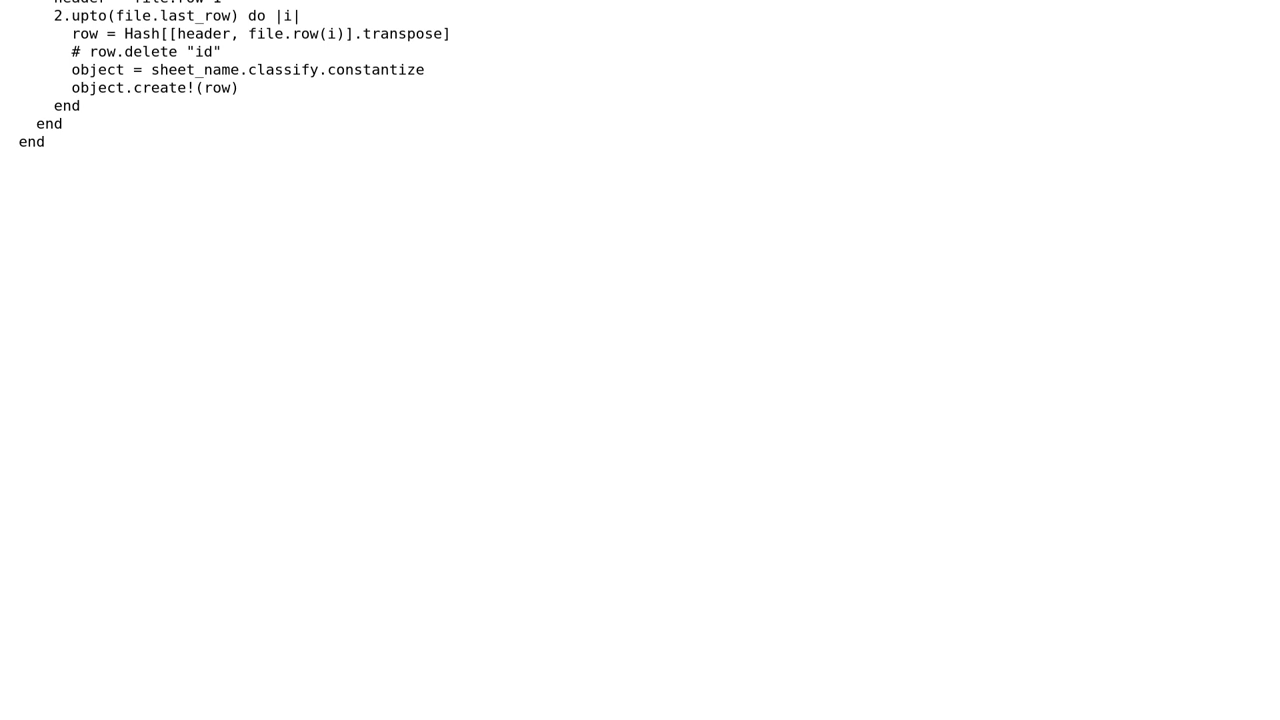 2.upto(file.last_row) do |i|
row = Hash[[header, file.row(i)].transpose]
# row.delete "id"
object = sheet_name.classify.constantize
object.create!(row)
end
end
end